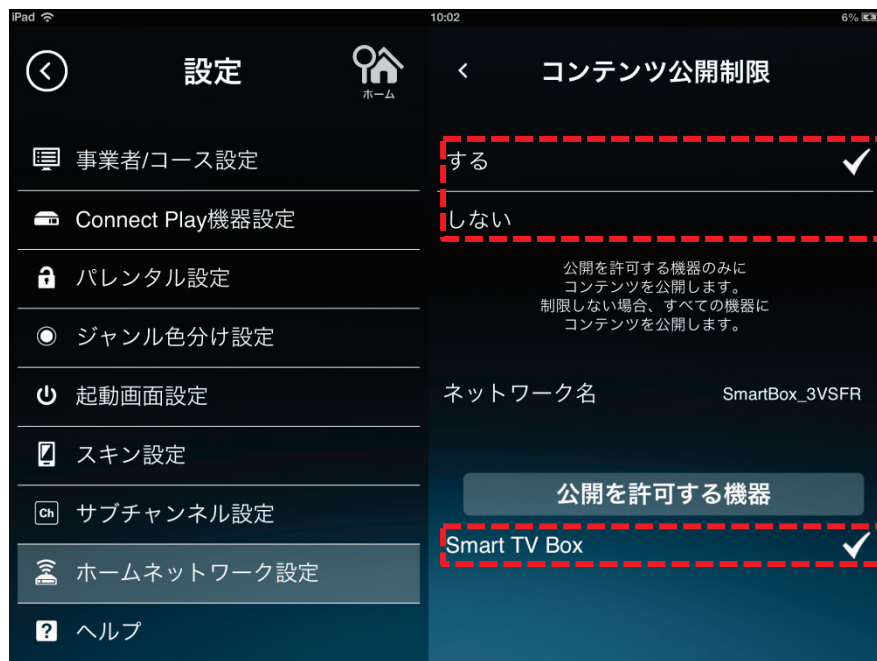 iPad
10:02
6%
設定
ホーム
事業者/コース設定
Connect Play機器設定
パレンタル設定
ジャンル色分け設定
起動画面設定
スキン設定
Ch
サブチャンネル設定
ホームネットワーク設定
?
ヘルプ
コンテンツ公開制限
する
しない
公開を許可する機器のみに
コンテンツを公開します。
制限しない場合、すべての機器に
コンテンツを公開します。
ネットワーク名 SmartBox_3VSFR
公開を許可する機器
Smart TV Box